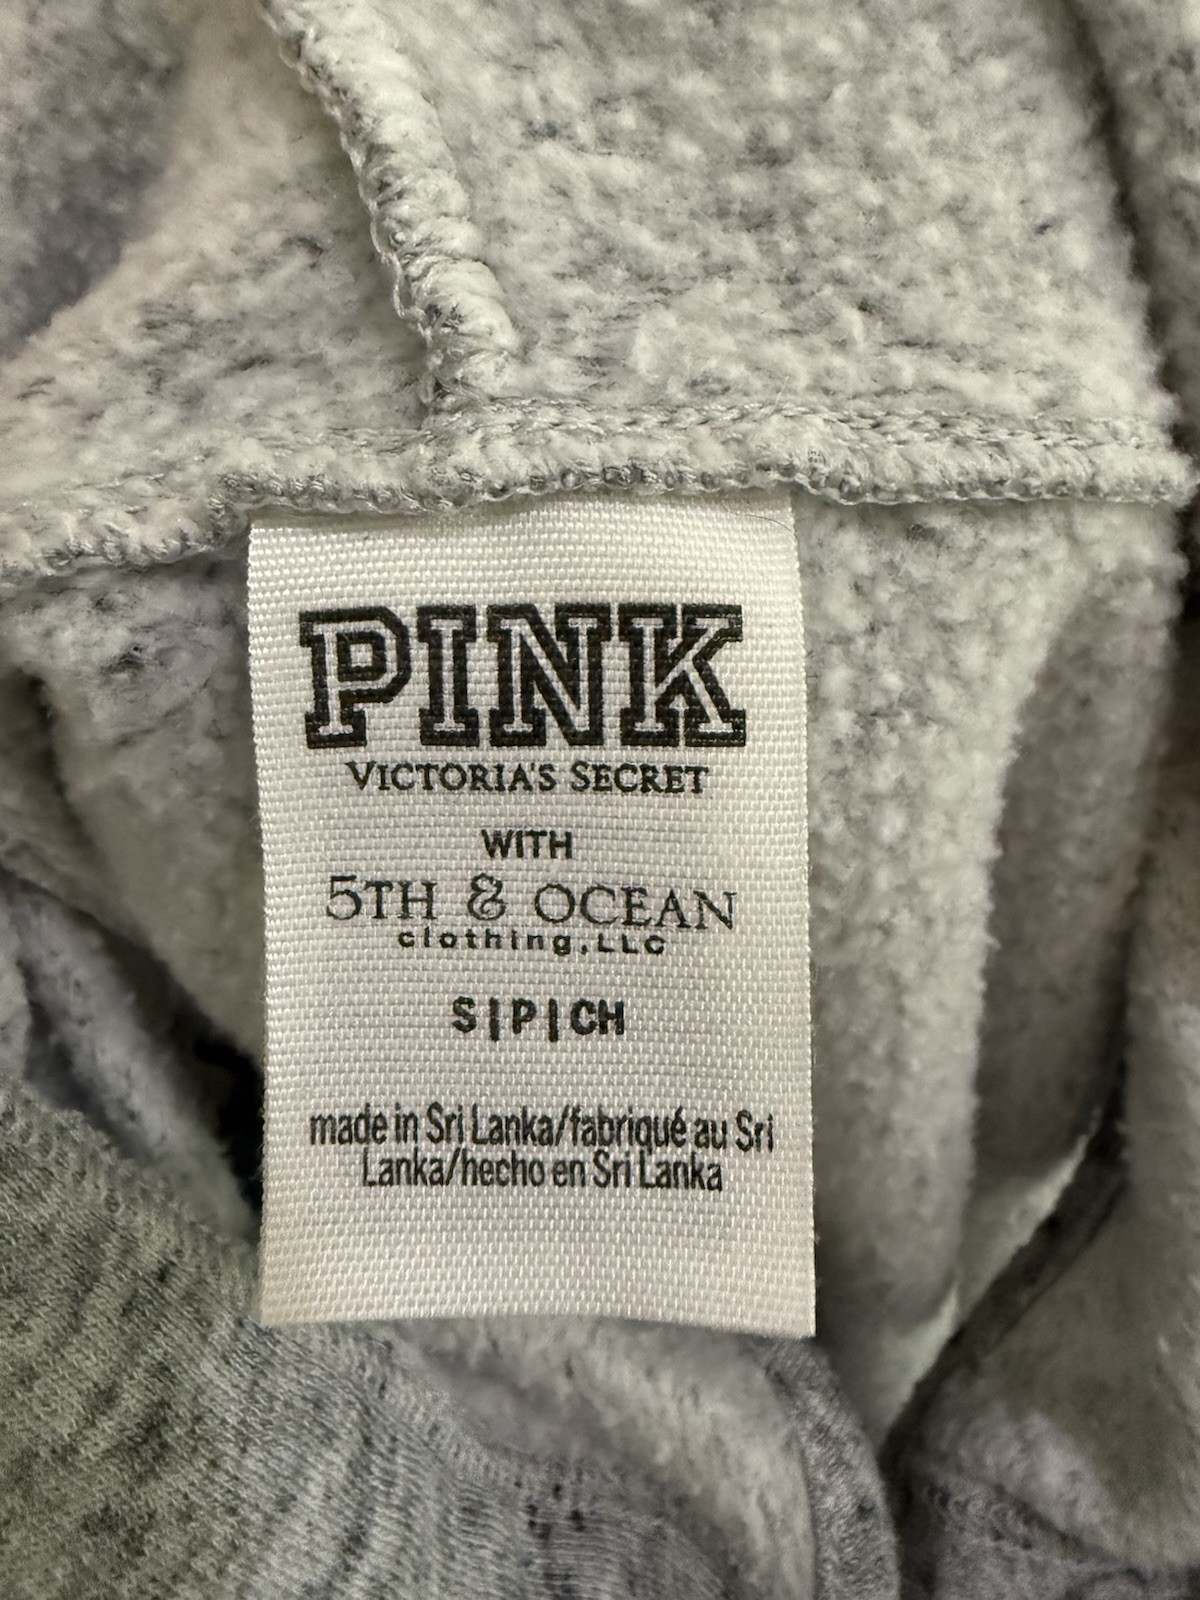 PINK
VICTORIA'S SECRET
WITH
5TH & OCEAN
clothing,LLC
S|P|CH
made in Sri Lanka/fabriqué au Sri
Lanka/hecho en Sri Lanka